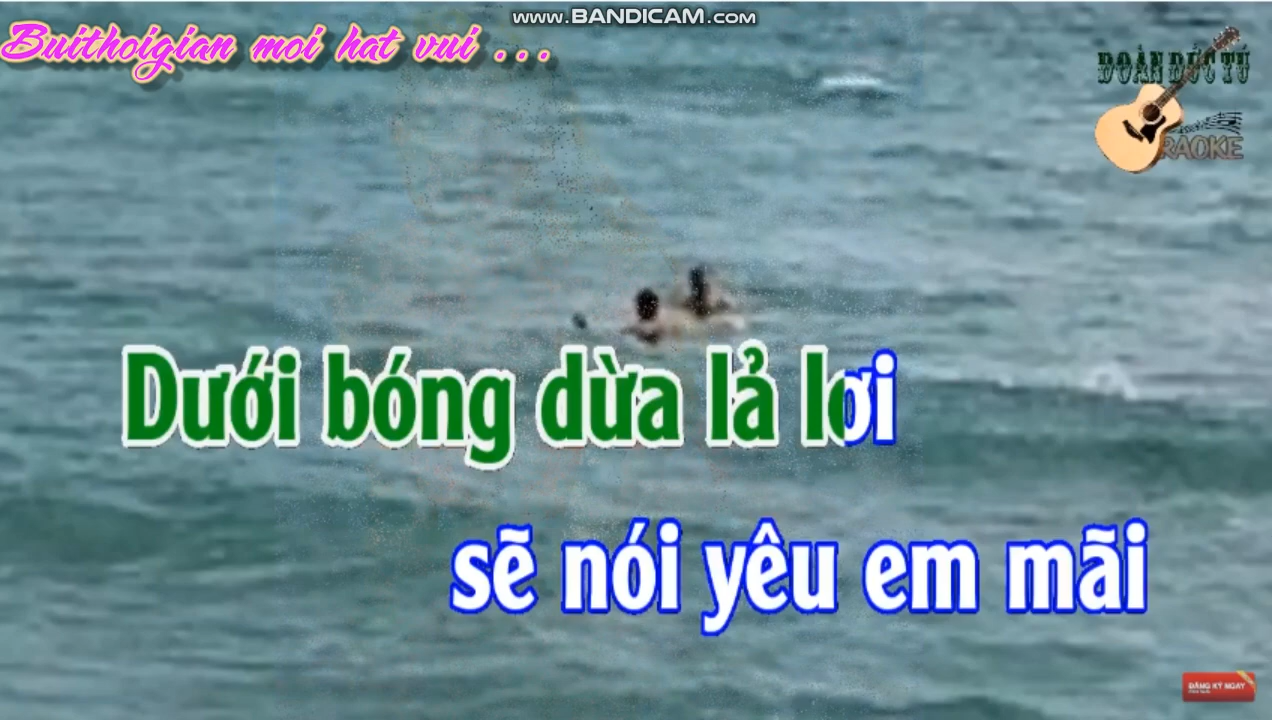 www.BANDICAM.com
Buithoigian moi hat vui ...
ĐOÀN ĐỨC TÚ
RAOKE
Dưới bóng dừa lả lơi
sẽ nói yêu em mãi
ĐĂNG KÝ NGAY